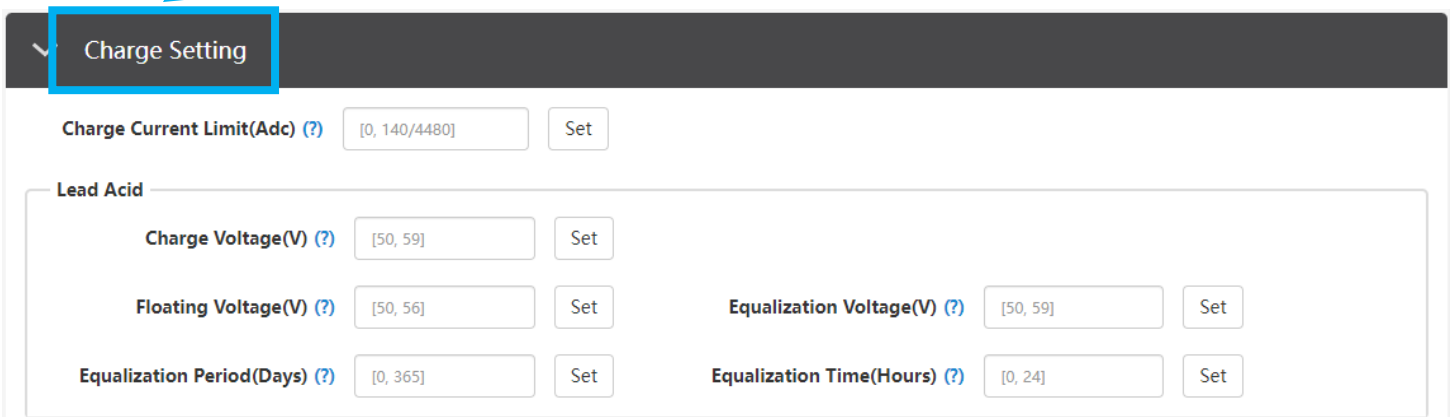 Charge Setting
Charge Current Limit(Adc) (?) [0, 140/4480] Set
Lead Acid
Charge Voltage(V) (?) [50, 59] Set
Floating Voltage(V) (?) [50, 56] Set Equalization Voltage(V) (?) [50, 59] Set
Equalization Period(Days) (?) [0, 365] Set Equalization Time(Hours) (?) [0, 24] Set